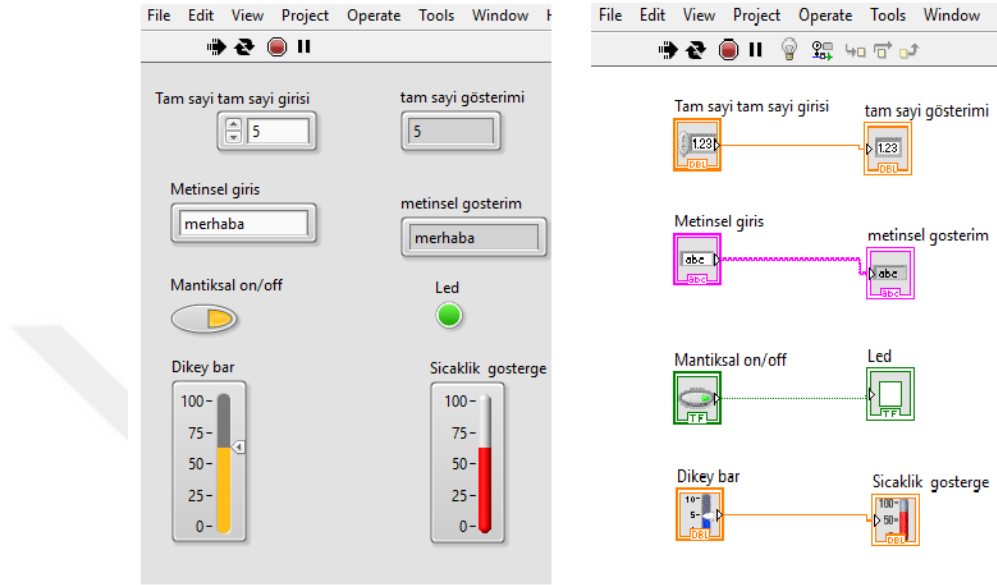 File Edit View Project Operate Tools Window
Tam sayi tam sayi girisi
tam sayi gösterimi
5
5
Metinsel giris
metinsel gosterim
merhaba
merhaba
Mantiksal on/off
Led
Dikey bar
Sicaklik gosterge
100
75
50
25
0
100
75
50
25
0
File Edit View Project Operate Tools Window
Tam sayi tam sayi girisi
tam sayi gösterimi
1.23
DBL
1.23
DBL
Metinsel giris
metinsel gosterim
abc
abc
abc
abc
Mantiksal on/off
Led
TF
TF
Dikey bar
Sicaklik gosterge
10
5
DBL
100
50
DBL